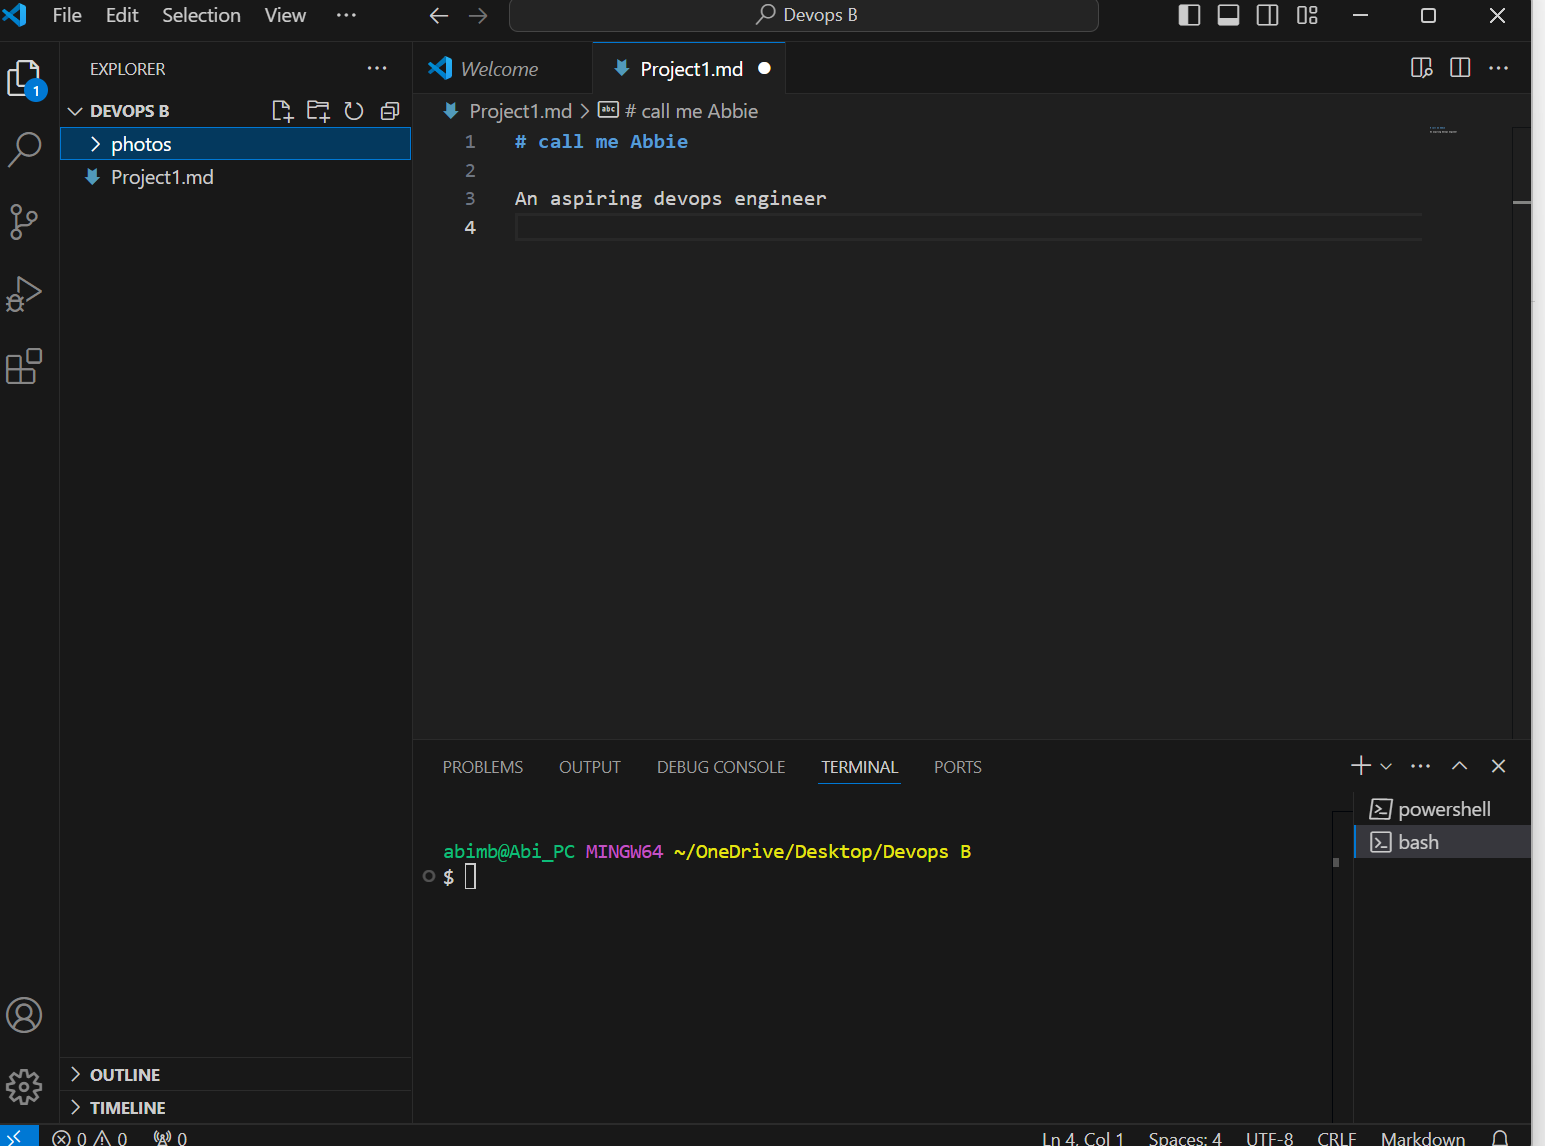 File Edit Selection View ···
Devops B
EXPLORER ···
1
DEVOPS B
photos
Project1.md
Welcome
Project1.md
···
Project1.md > abc # call me Abbie
1 # call me Abbie
2
3 An aspiring devops engineer
4
PROBLEMS OUTPUT DEBUG CONSOLE TERMINAL PORTS
···
abimb@Abi_PC MINGW64 ~/OneDrive/Desktop/Devops B
$
powershell
bash
OUTLINE
TIMELINE
0 0 0 Ln 4, Col 1 Spaces: 4 UTF-8 CRLF Markdown